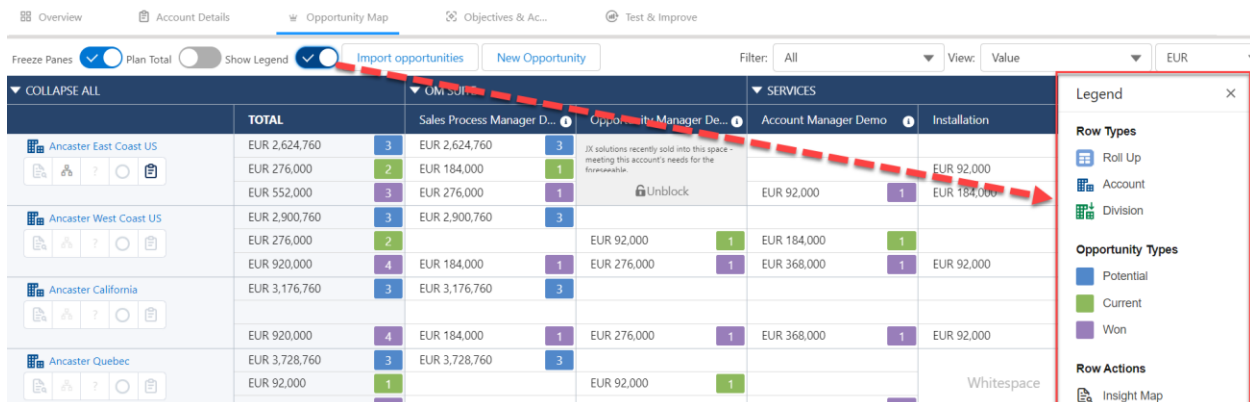 Overview Account Details Opportunity Map Objectives & Ac... Test & Improve
Freeze Panes Plan Total Show Legend Import opportunities New Opportunity Filter: All View: Value EUR
COLLAPSE ALL OM SUITE SERVICES
TOTAL Sales Process Manager D... Opportunity Manager De... Account Manager Demo Installation
Ancaster East Coast US EUR 2,624,760 3 EUR 2,624,760 3 JX solutions recently sold into this space -
meeting this account's needs for the
foreseeable.
EUR 276,000 2 EUR 184,000 1 EUR 92,000
? EUR 552,000 3 EUR 276,000 1 Unblock EUR 92,000 1 EUR 184,000
Ancaster West Coast US EUR 2,900,760 3 EUR 2,900,760 3
? EUR 276,000 2 EUR 92,000 1 EUR 184,000 1
EUR 920,000 4 EUR 184,000 1 EUR 276,000 1 EUR 368,000 1 EUR 92,000
Ancaster California EUR 3,176,760 3 EUR 3,176,760 3
?
EUR 920,000 4 EUR 184,000 1 EUR 276,000 1 EUR 368,000 1 EUR 92,000
Ancaster Quebec EUR 3,728,760 3 EUR 3,728,760 3
? EUR 92,000 1 EUR 92,000 1 Whitespace
Legend
Row Types
Roll Up
Account
Division
Opportunity Types
Potential
Current
Won
Row Actions
Insight Map